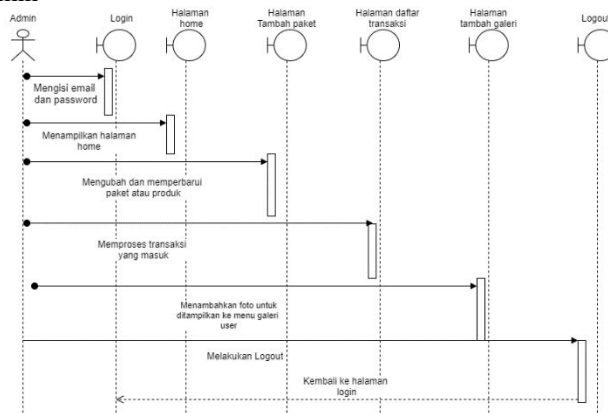 Admin
Login
Halaman
home
Halaman
Tambah paket
Halaman daftar
transaksi
Halaman
tambah galeri
Logout
Mengisi email
dan password
Menampilkan halaman
home
Mengubah dan memperbarui
paket atau produk
Memproses transaksi
yang masuk
Menambahkan foto untuk
ditampilkan ke menu galeri
user
Melakukan Logout
Kembali ke halaman
login